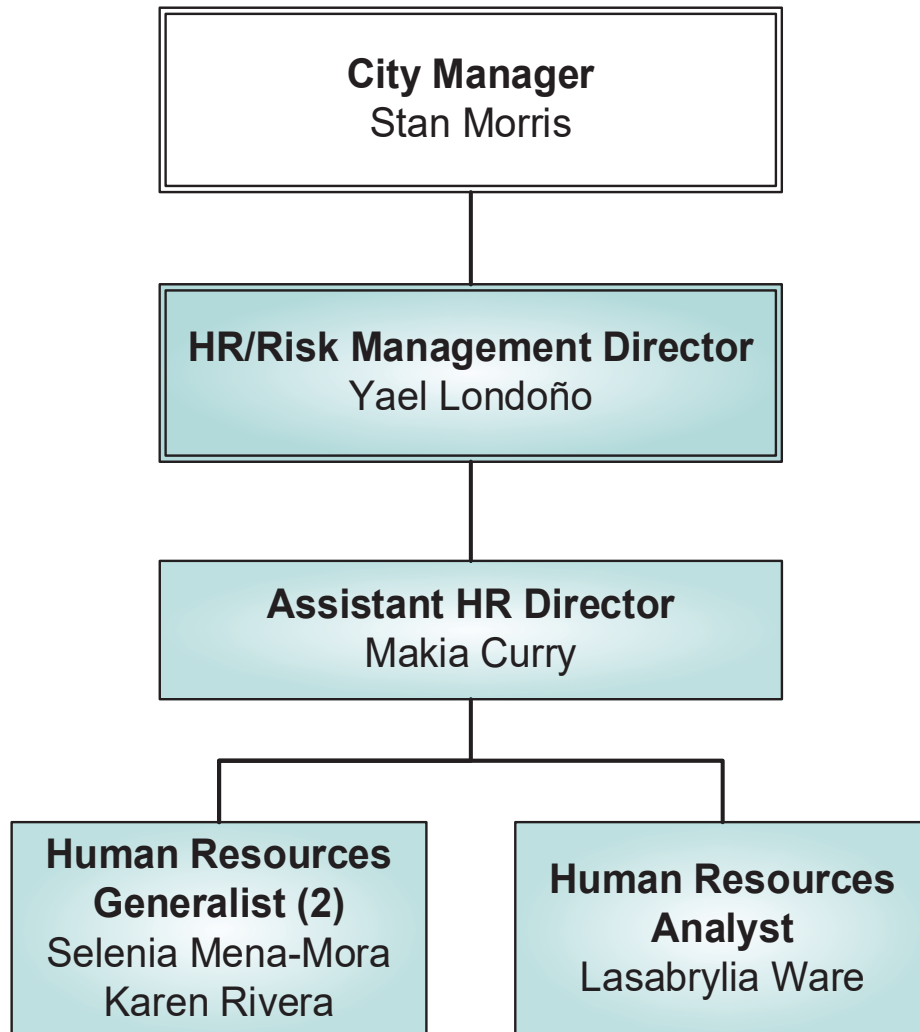 City Manager
Stan Morris
HR/Risk Management Director
Yael Londoño
Assistant HR Director
Makia Curry
Human Resources
Generalist (2)
Selenia Mena-Mora
Karen Rivera
Human Resources
Analyst
Lasabrylia Ware